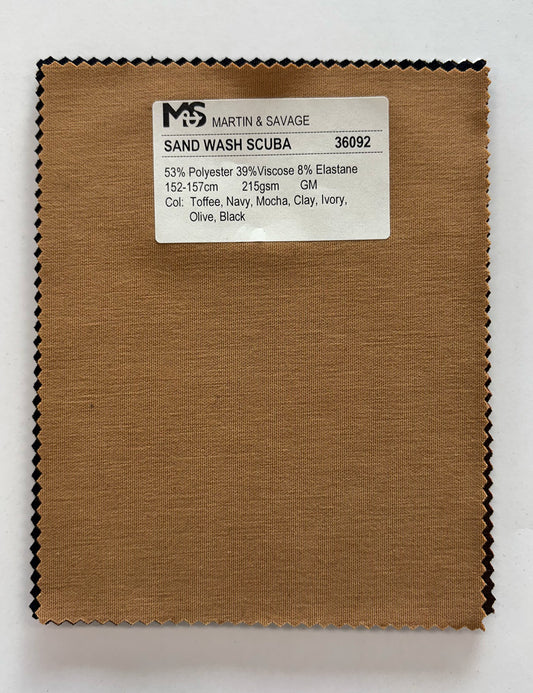 M&S MARTIN & SAVAGE
SAND WASH SCUBA 36092
53% Polyester 39%Viscose 8% Elastane
152-157cm 215gsm GM
Col: Toffee, Navy, Mocha, Clay, Ivory,
Olive, Black